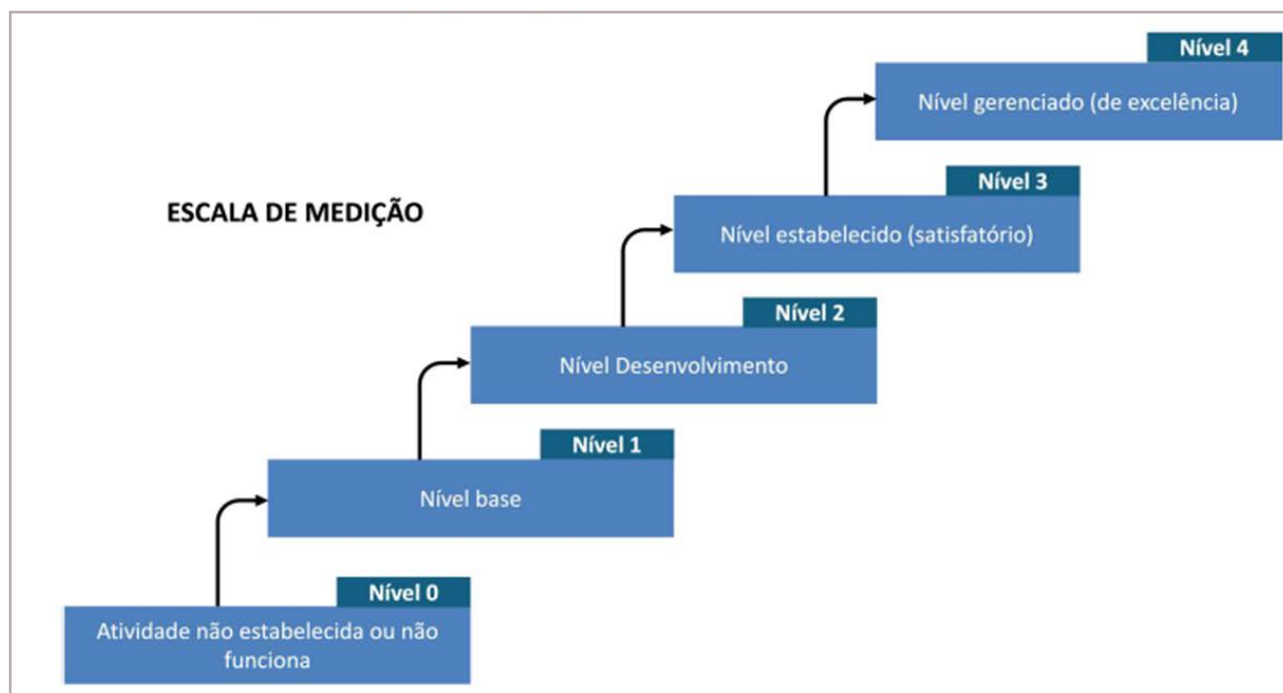 Nível 4
Nível gerenciado (de excelência)
Nível 3
ESCALA DE MEDIÇÃO
Nível estabelecido (satisfatório)
Nível 2
Nível Desenvolvimento
Nível 1
Nível base
Nível 0
Atividade não estabelecida ou não
funciona